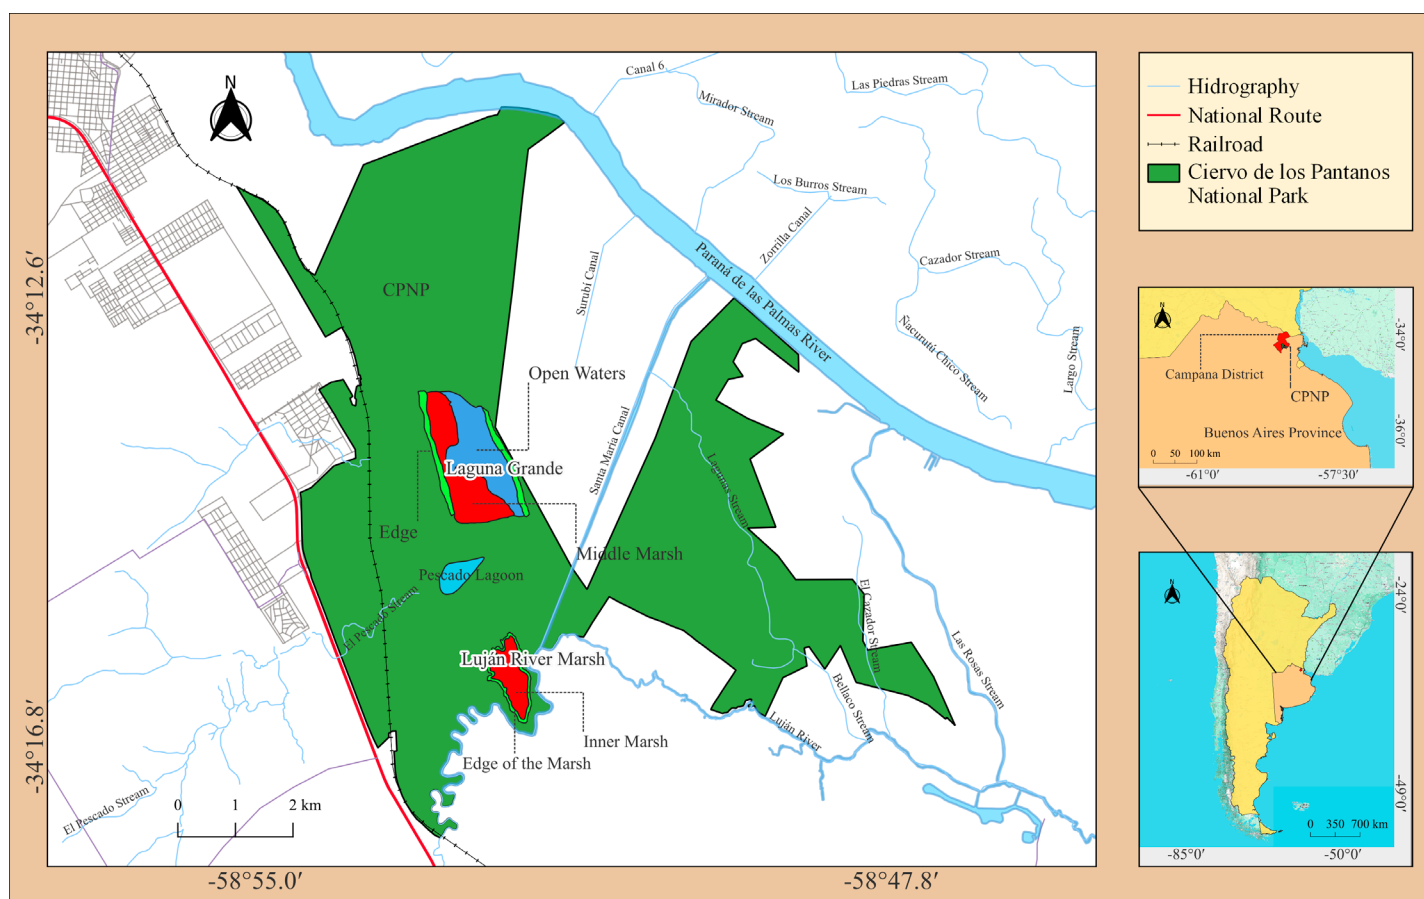 N
Canal 6
Las Piedras Stream
Mirador Stream
Los Burros Stream
Zorrilla Canal
Surubí Canal
Cazador Stream
Paraná de las Palmas River
Ñacurutú Chico Stream
Largo Stream
CPNP
Open Waters
Laguna Grande
Santa María Canal
Lagunas Stream
Edge
Middle Marsh
Pescado Lagoon
El Pescado Stream
El Cazador Stream
Las Rosas Stream
Luján River Marsh
Bellaco Stream
Luján River
Inner Marsh
Edge of the Marsh
El Pescado Stream
0 1 2 km
-34°12.6'
-34°16.8'
-58°55.0'
-58°47.8'
Hidrography
National Route
Railroad
Ciervo de los Pantanos
National Park
N
Campana District
CPNP
Buenos Aires Province
0 50 100 km
-61°0'
-57°30'
-34°0'
-36°0'
N
0 350 700 km
-85°0'
-50°0'
-24°0'
-49°0'